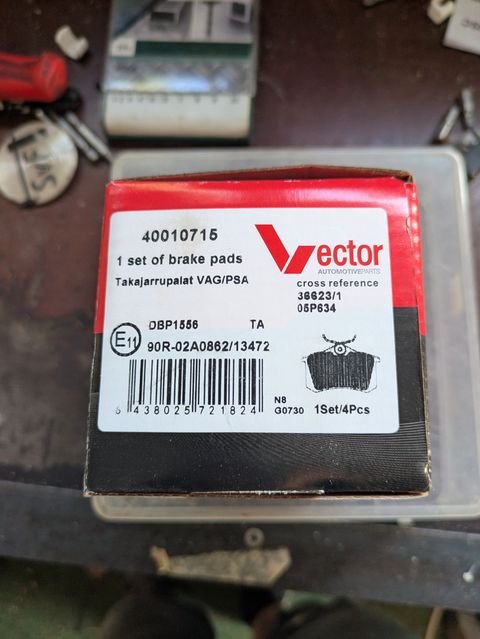 40010715
1 set of brake pads
Takajarrupalat VAG/PSA
Vector
AUTOMOTIVEPARTS
cross reference
36623/1
05P634
DBP1556 TA
E11
90R-02A0862/13472
6 438025 721824
N8
G0730
1Set/4Pcs